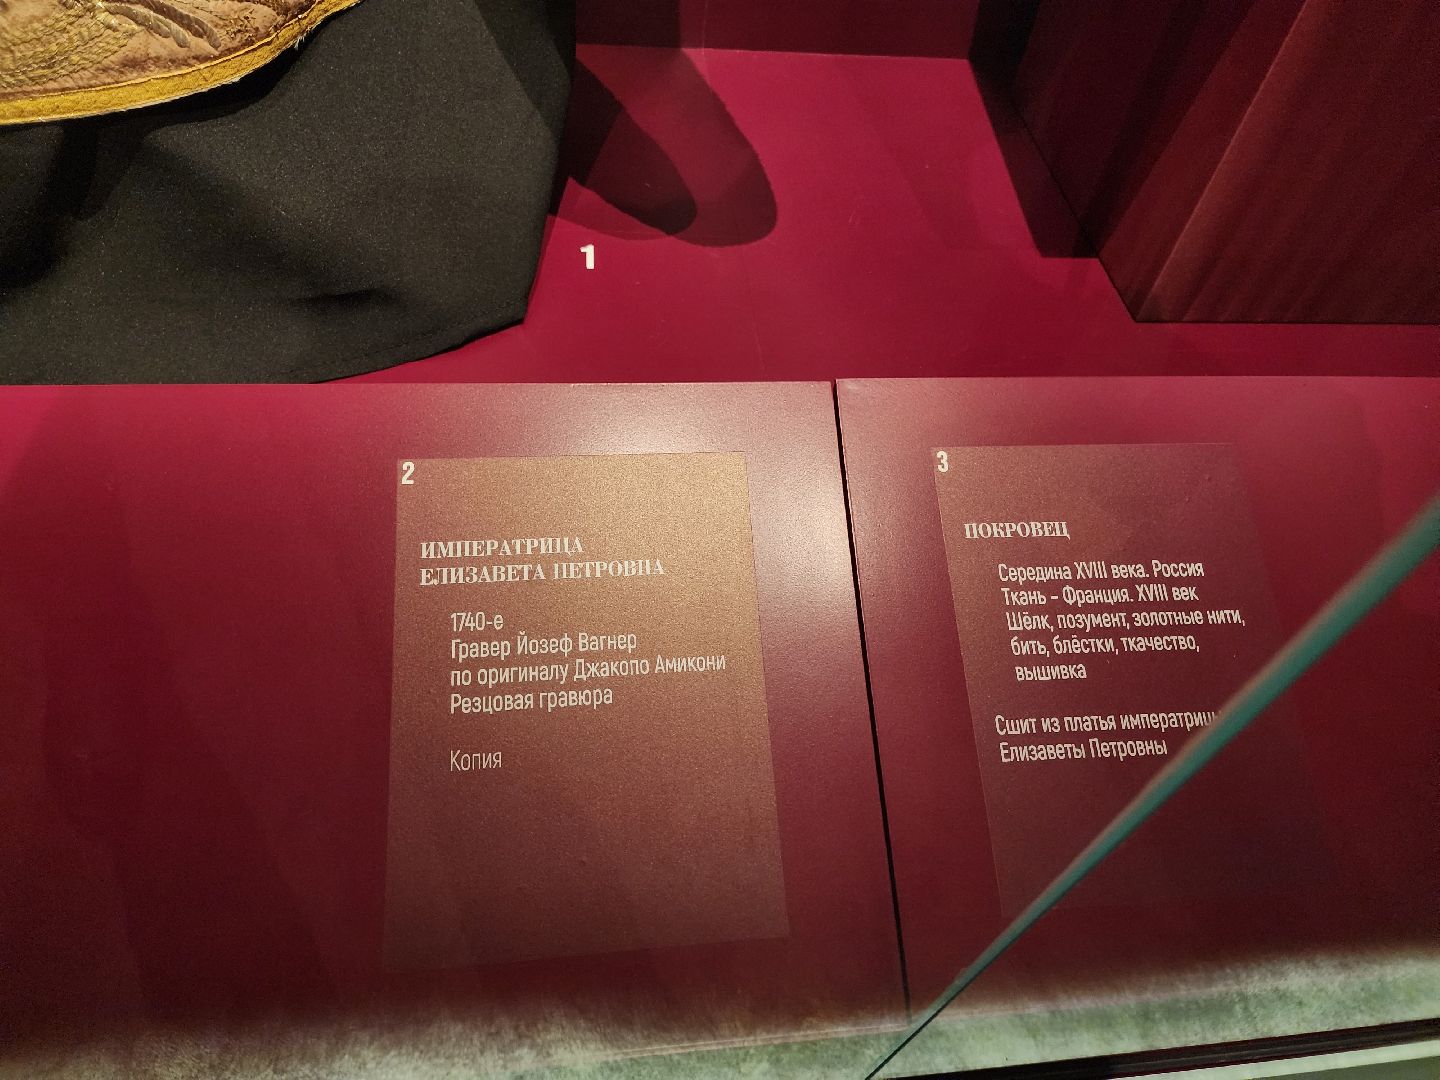 1
2
ИМПЕРАТРИЦА
ЕЛИЗАВЕТА ПЕТРОВНА
1740-е
Гравер Йозеф Вагнер
по оригиналу Джакопо Амикони
Резцовая гравюра
Копия
3
ПОКРОВЕЦ
Середина XVIII века. Россия
Ткань – Франция. XVIII век
Шёлк, позумент, золотные нити,
бить, блёстки, ткачество,
вышивка
Сшит из платья императрицы
Елизаветы Петровны